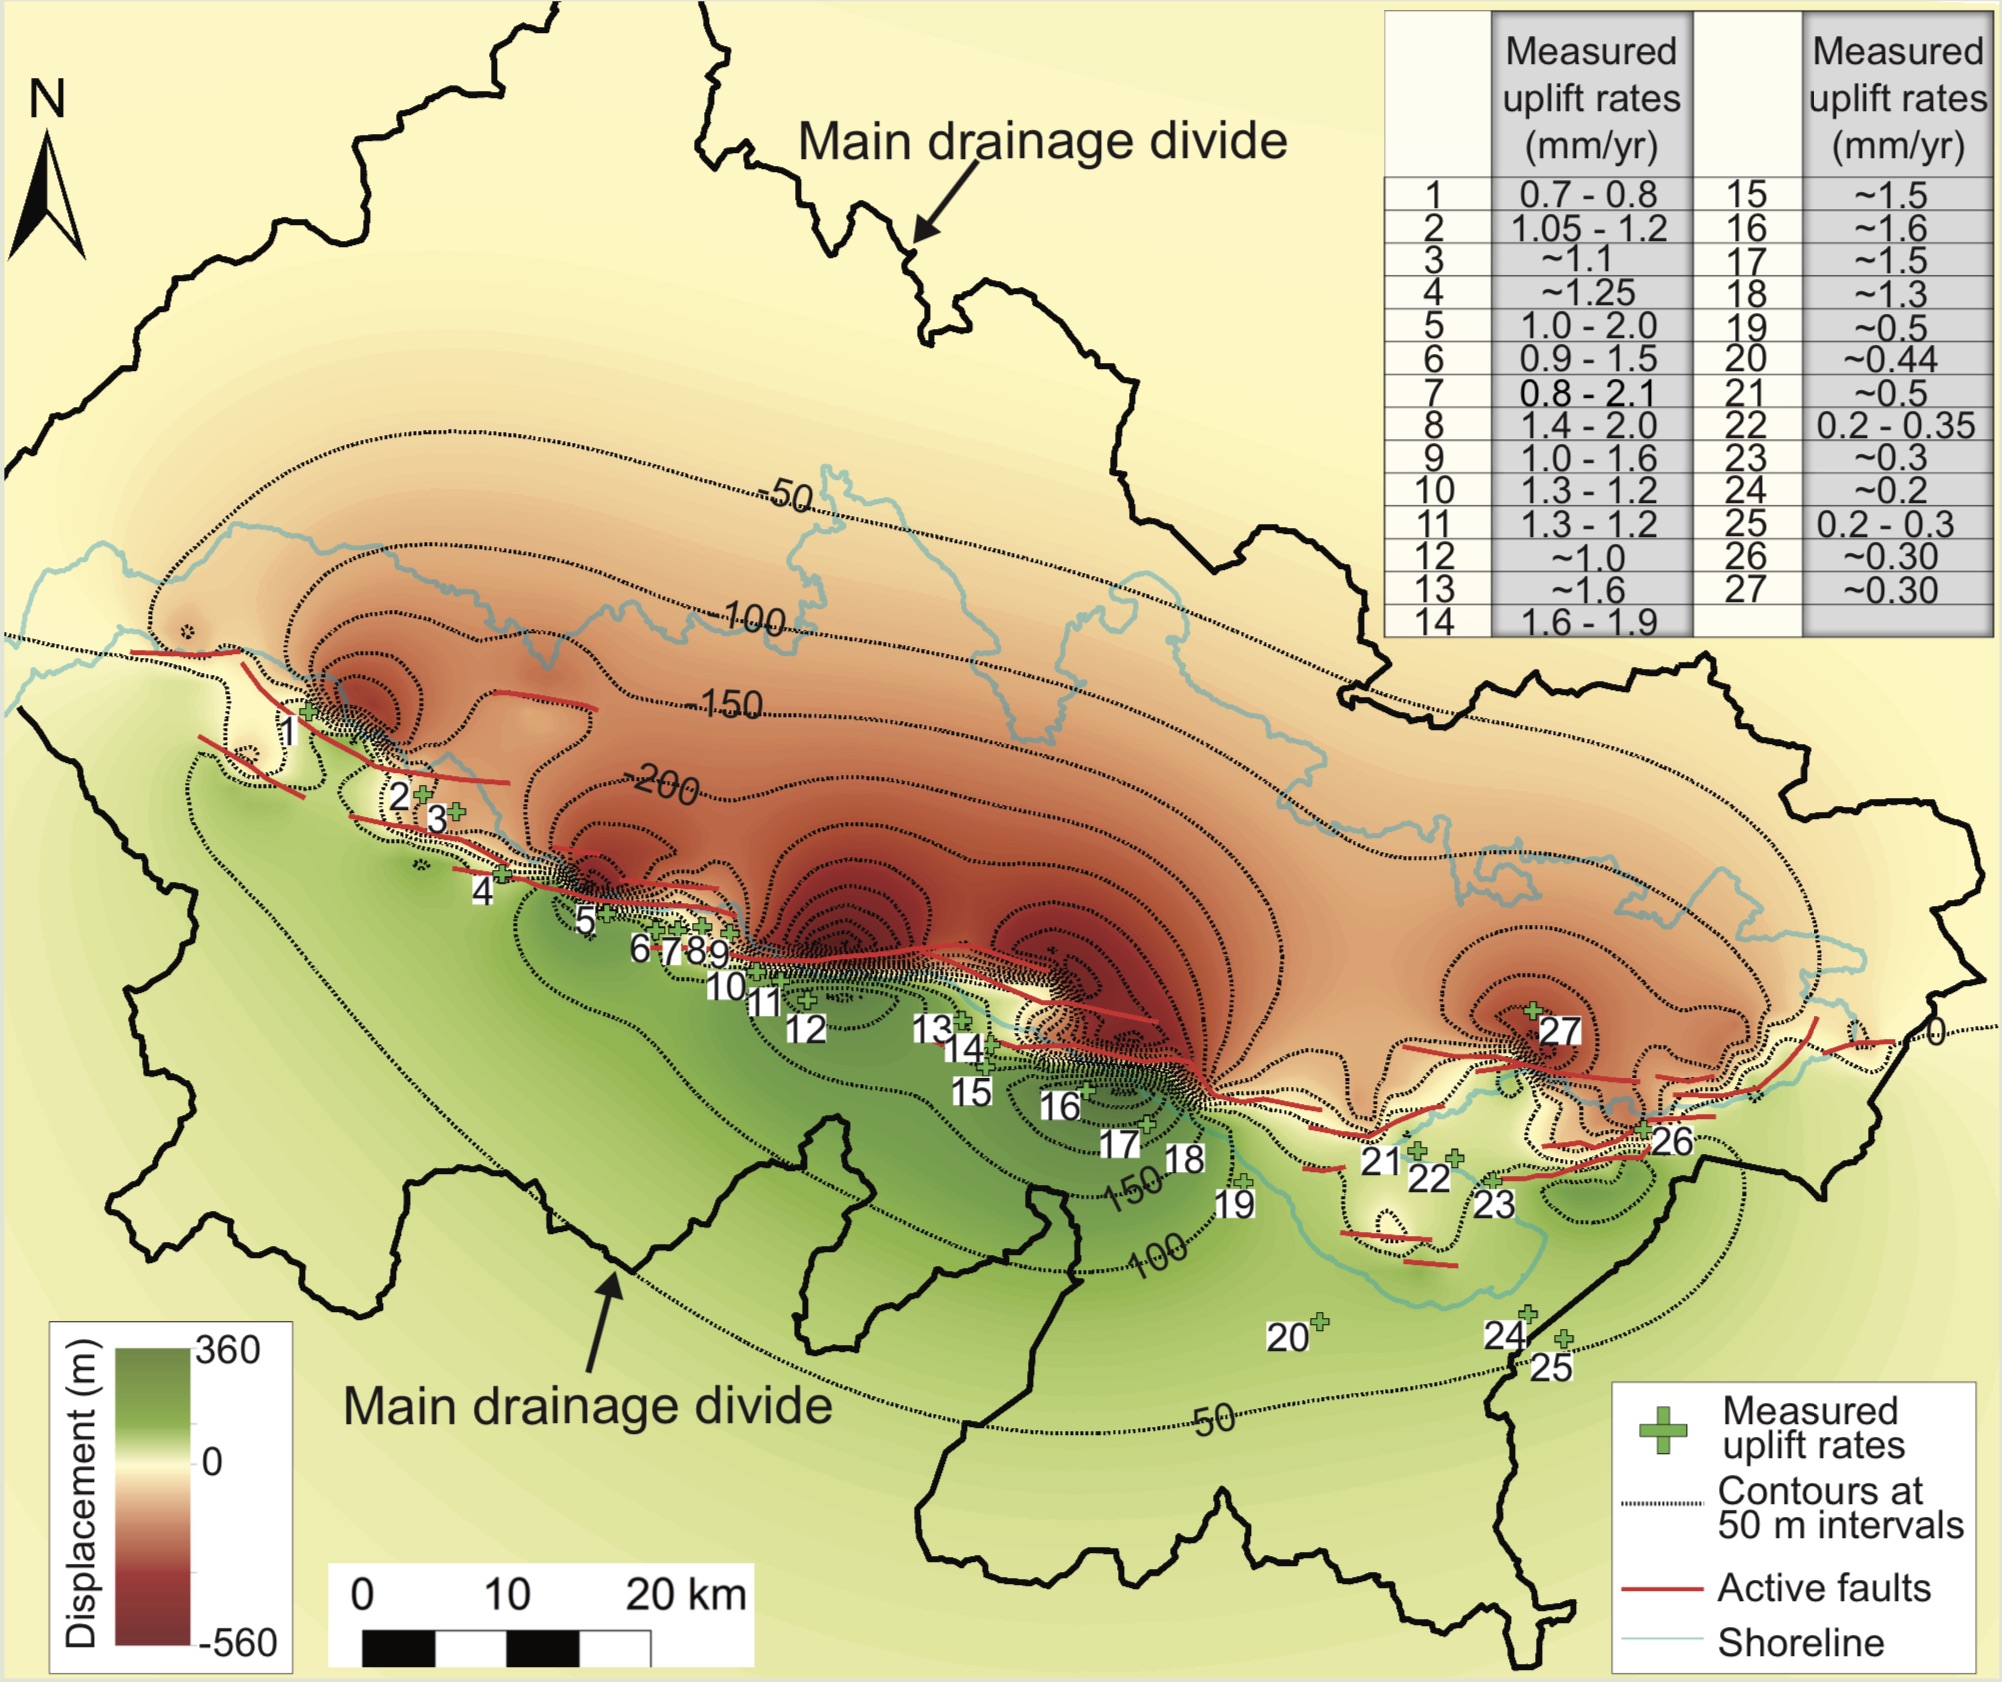 N
Main drainage divide
Measured
uplift rates
(mm/yr)
Measured
uplift rates
(mm/yr)
1 0.7 - 0.8 15 ~1.5
2 1.05 - 1.2 16 ~1.6
3 ~1.1 17 ~1.5
4 ~1.25 18 ~1.3
5 1.0 - 2.0 19 ~0.5
6 0.9 - 1.5 20 ~0.44
7 0.8 - 2.1 21 ~0.5
8 1.4 - 2.0 22 0.2 - 0.35
9 1.0 - 1.6 23 ~0.3
10 1.3 - 1.2 24 ~0.2
11 1.3 - 1.2 25 0.2 - 0.3
12 ~1.0 26 ~0.30
13 ~1.6 27 ~0.30
14 1.6 - 1.9
-50
-100
-150
-200
1
2
3
4
5
6
7
8
9
10
11
12
13
14
15
16
17
18
19
20
21
22
23
24
25
26
27
0
150
100
50
Main drainage divide
Displacement (m)
360
0
-560
0 10 20 km
Measured
uplift rates
Contours at
50 m intervals
Active faults
Shoreline